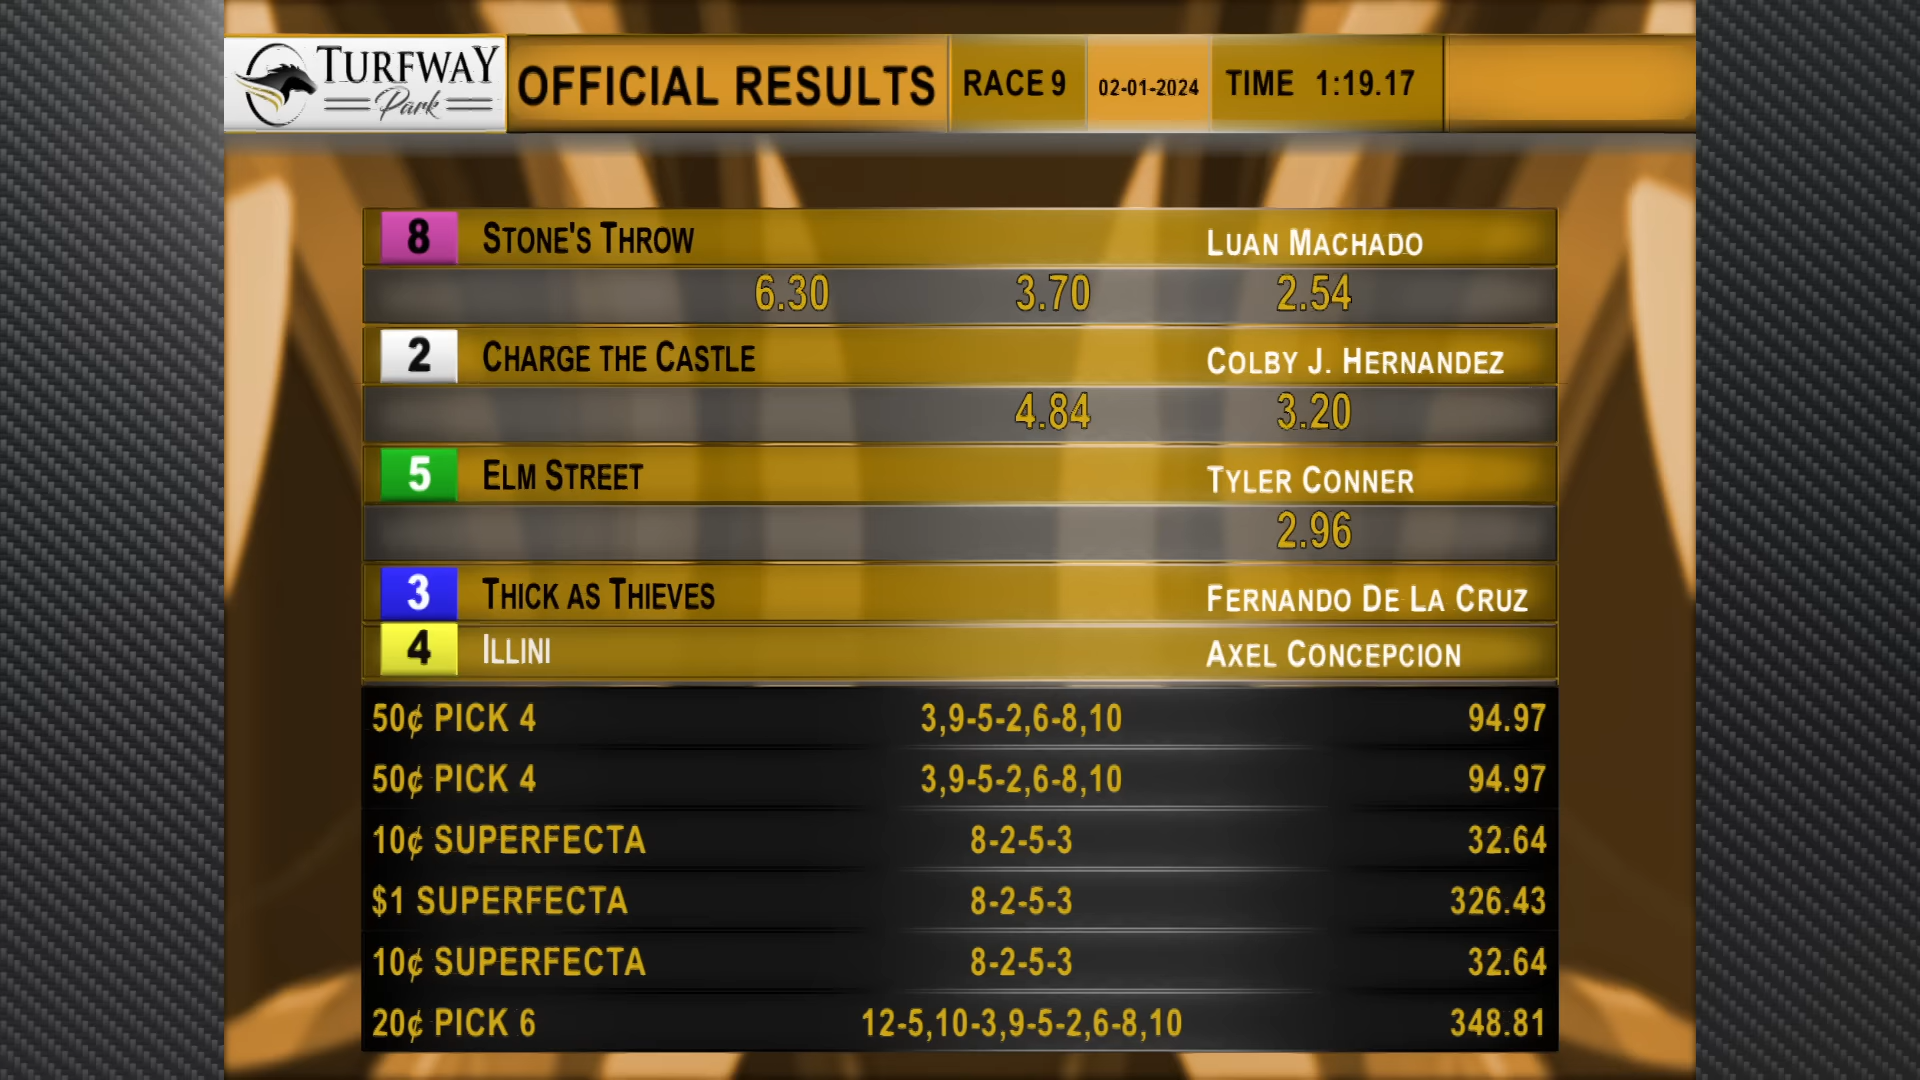 TURFWAY
Park
OFFICIAL RESULTS RACE 9 02-01-2024 TIME 1:19.17
8 STONE'S THROW LUAN MACHADO
6.30 3.70 2.54
2 CHARGE THE CASTLE COLBY J. HERNANDEZ
4.84 3.20
5 ELM STREET TYLER CONNER
2.96
3 THICK AS THIEVES FERNANDO DE LA CRUZ
4 ILLINI AXEL CONCEPCION
50¢ PICK 4 3,9-5-2,6-8,10 94.97
50¢ PICK 4 3,9-5-2,6-8,10 94.97
10¢ SUPERFECTA 8-2-5-3 32.64
$1 SUPERFECTA 8-2-5-3 326.43
10¢ SUPERFECTA 8-2-5-3 32.64
20¢ PICK 6 12-5,10-3,9-5-2,6-8,10 348.81